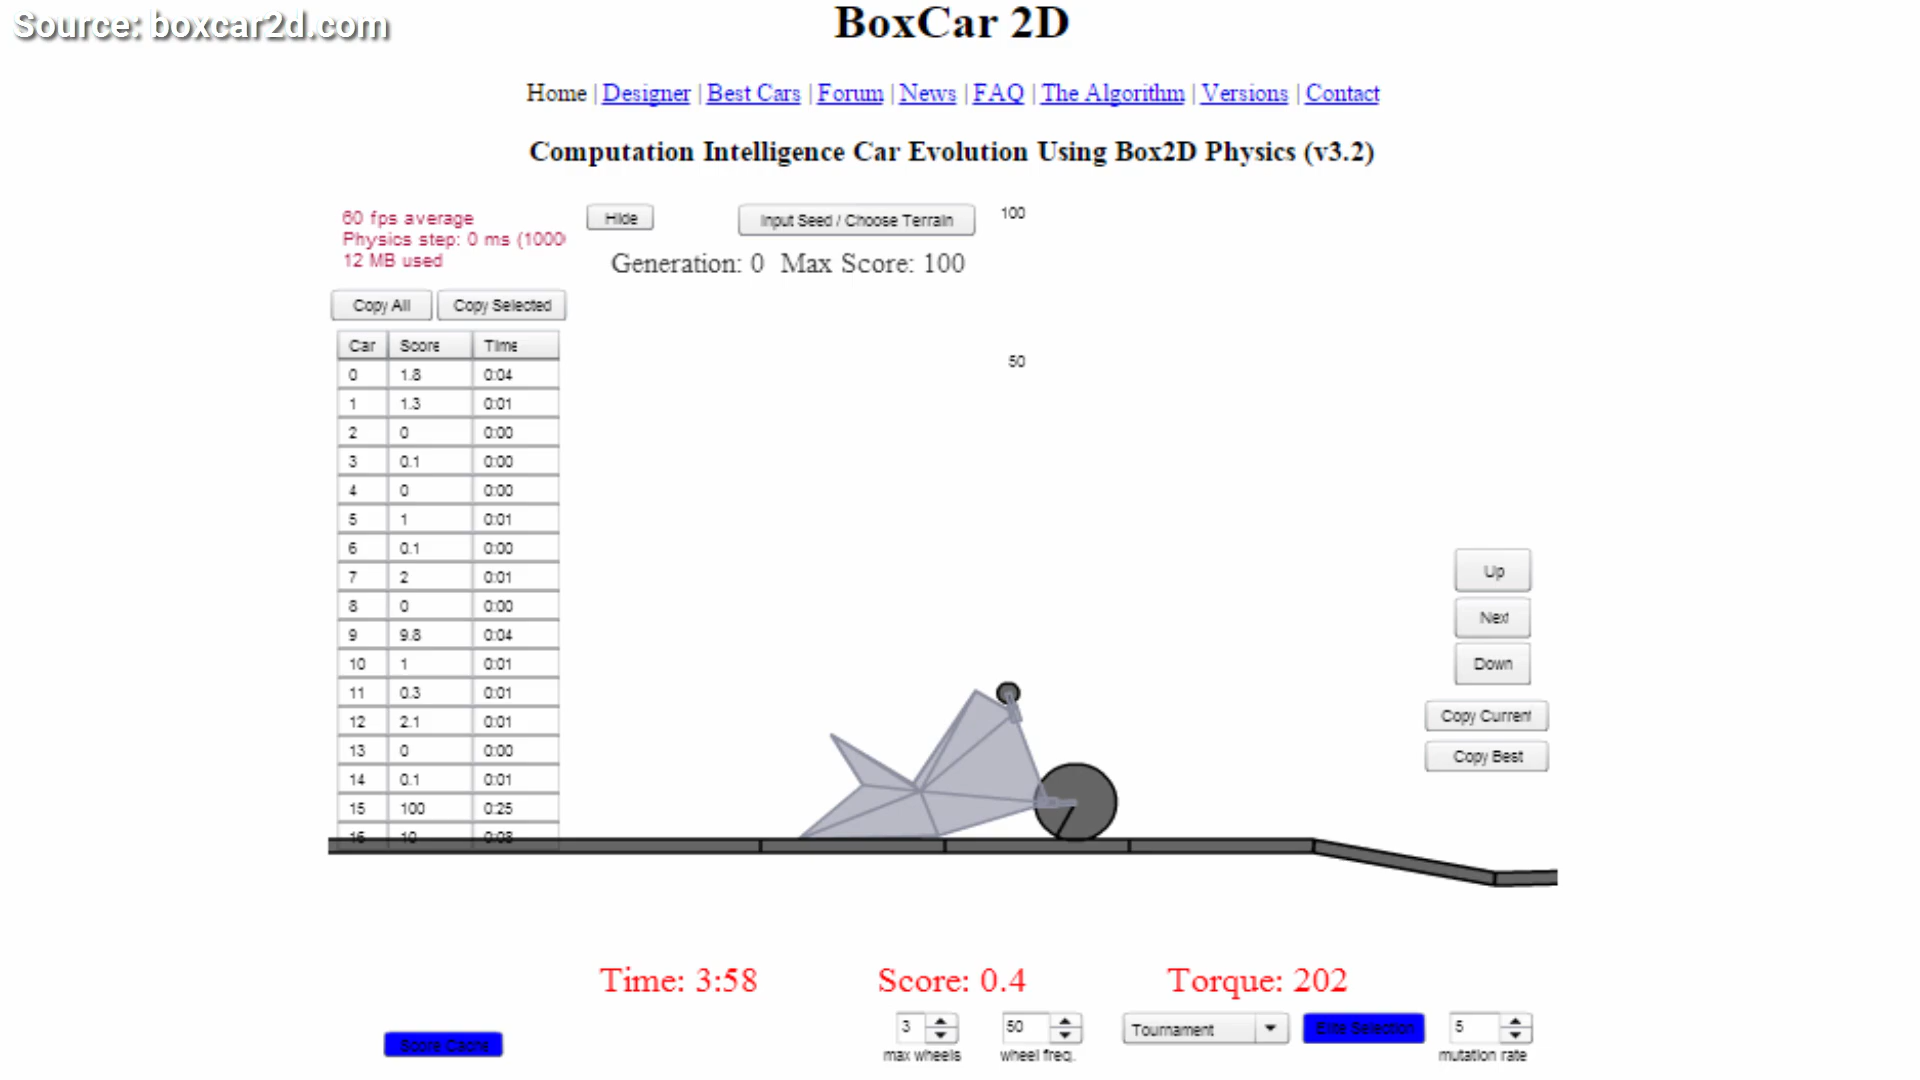 Source: boxcar2d.com
BoxCar 2D
Home | Designer | Best Cars | Forum | News | FAQ | The Algorithm | Versions | Contact
Computation Intelligence Car Evolution Using Box2D Physics (v3.2)
60 fps average
Physics step: 0 ms (1000
12 MB used
Hide
Input Seed / Choose Terrain
Generation: 0 Max Score: 100
100
50
Copy All
Copy Selected
Car Score Time
0 1.8 0:04
1 1.3 0:01
2 0 0:00
3 0.1 0:00
4 0 0:00
5 1 0:01
6 0.1 0:00
7 2 0:01
8 0 0:00
9 9.8 0:04
10 1 0:01
11 0.3 0:01
12 2.1 0:01
13 0 0:00
14 0.1 0:01
15 100 0:25
16 10 0:08
Up
Next
Down
Copy Current
Copy Best
Time: 3:58
Score: 0.4
Torque: 202
Score Cache
3
max wheels
50
wheel freq.
Tournament
Elite Selection
5
mutation rate